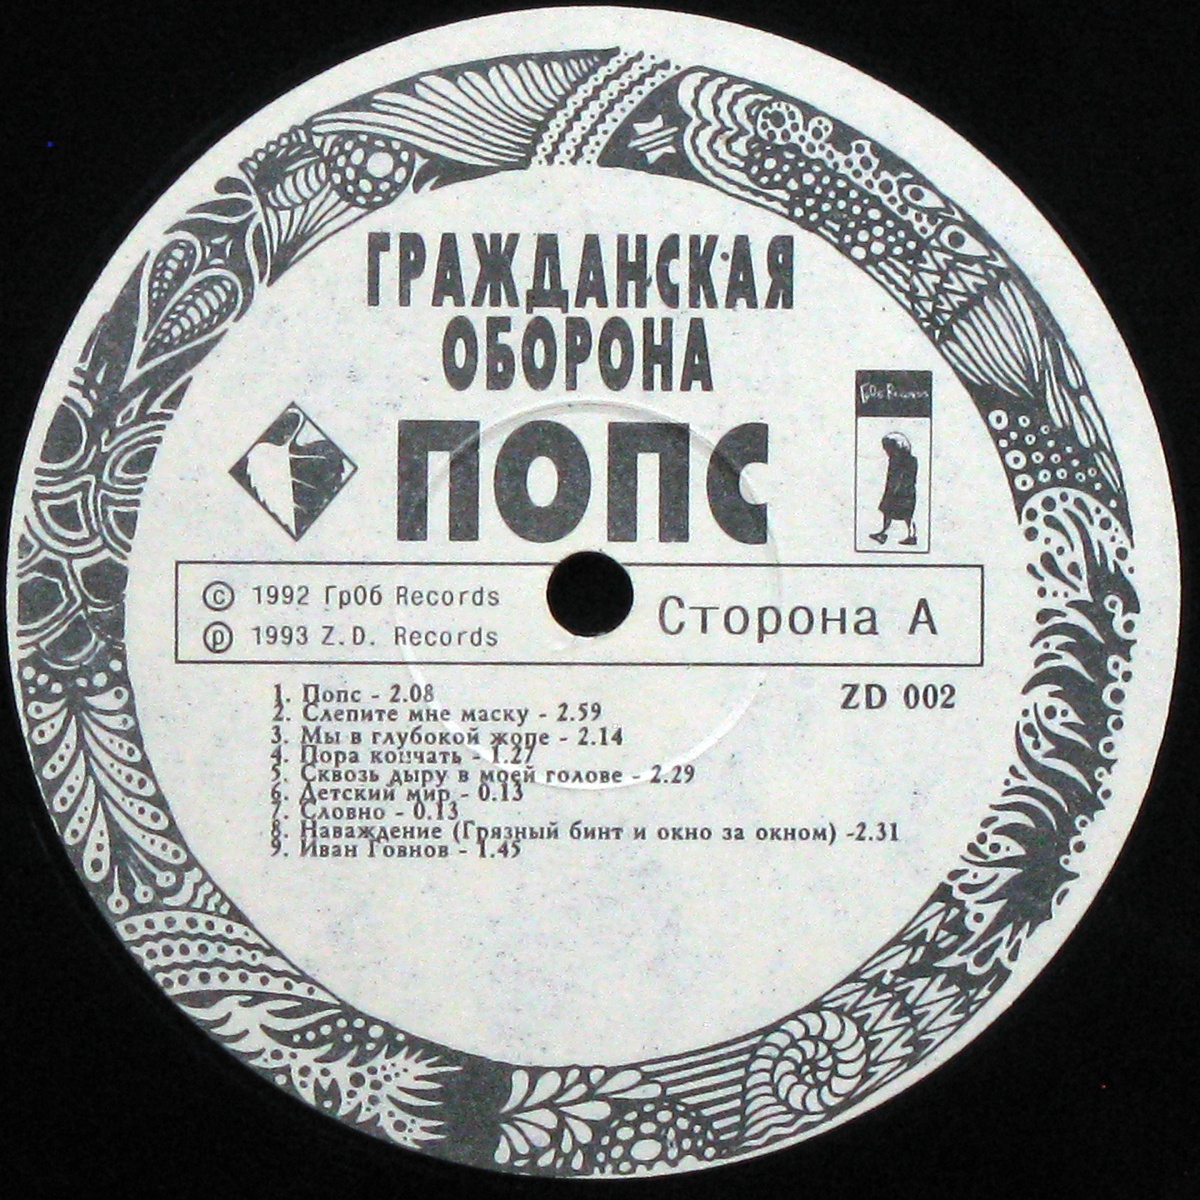 ГРАЖДАНСКАЯ
ОБОРОНА
ПОПС
ГрОб Records
© 1992 ГрОб Records
℗ 1993 Z.D. Records
Сторона А
ZD 002
1. Попс - 2.08
2. Слепите мне маску - 2.59
3. Мы в глубокой жопе - 2.14
4. Пора кончать - 1.27
5. Сквозь дыру в моей голове - 2.29
6. Детский мир - 0.13
7. Словно - 0.13
8. Наваждение (Грязный бинт и окно за окном) -2.31
9. Иван Говнов - 1.45